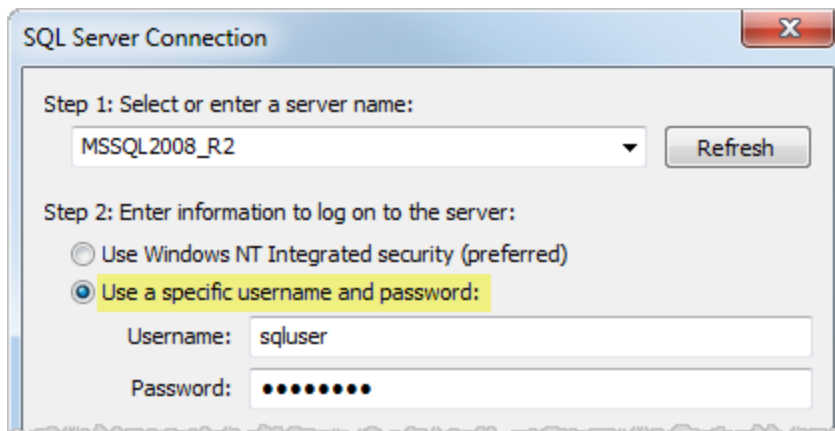 SQL Server Connection
Step 1: Select or enter a server name:
MSSQL2008_R2 Refresh
Step 2: Enter information to log on to the server:
Use Windows NT Integrated security (preferred)
Use a specific username and password:
Username: sqluser
Password: ••••••••